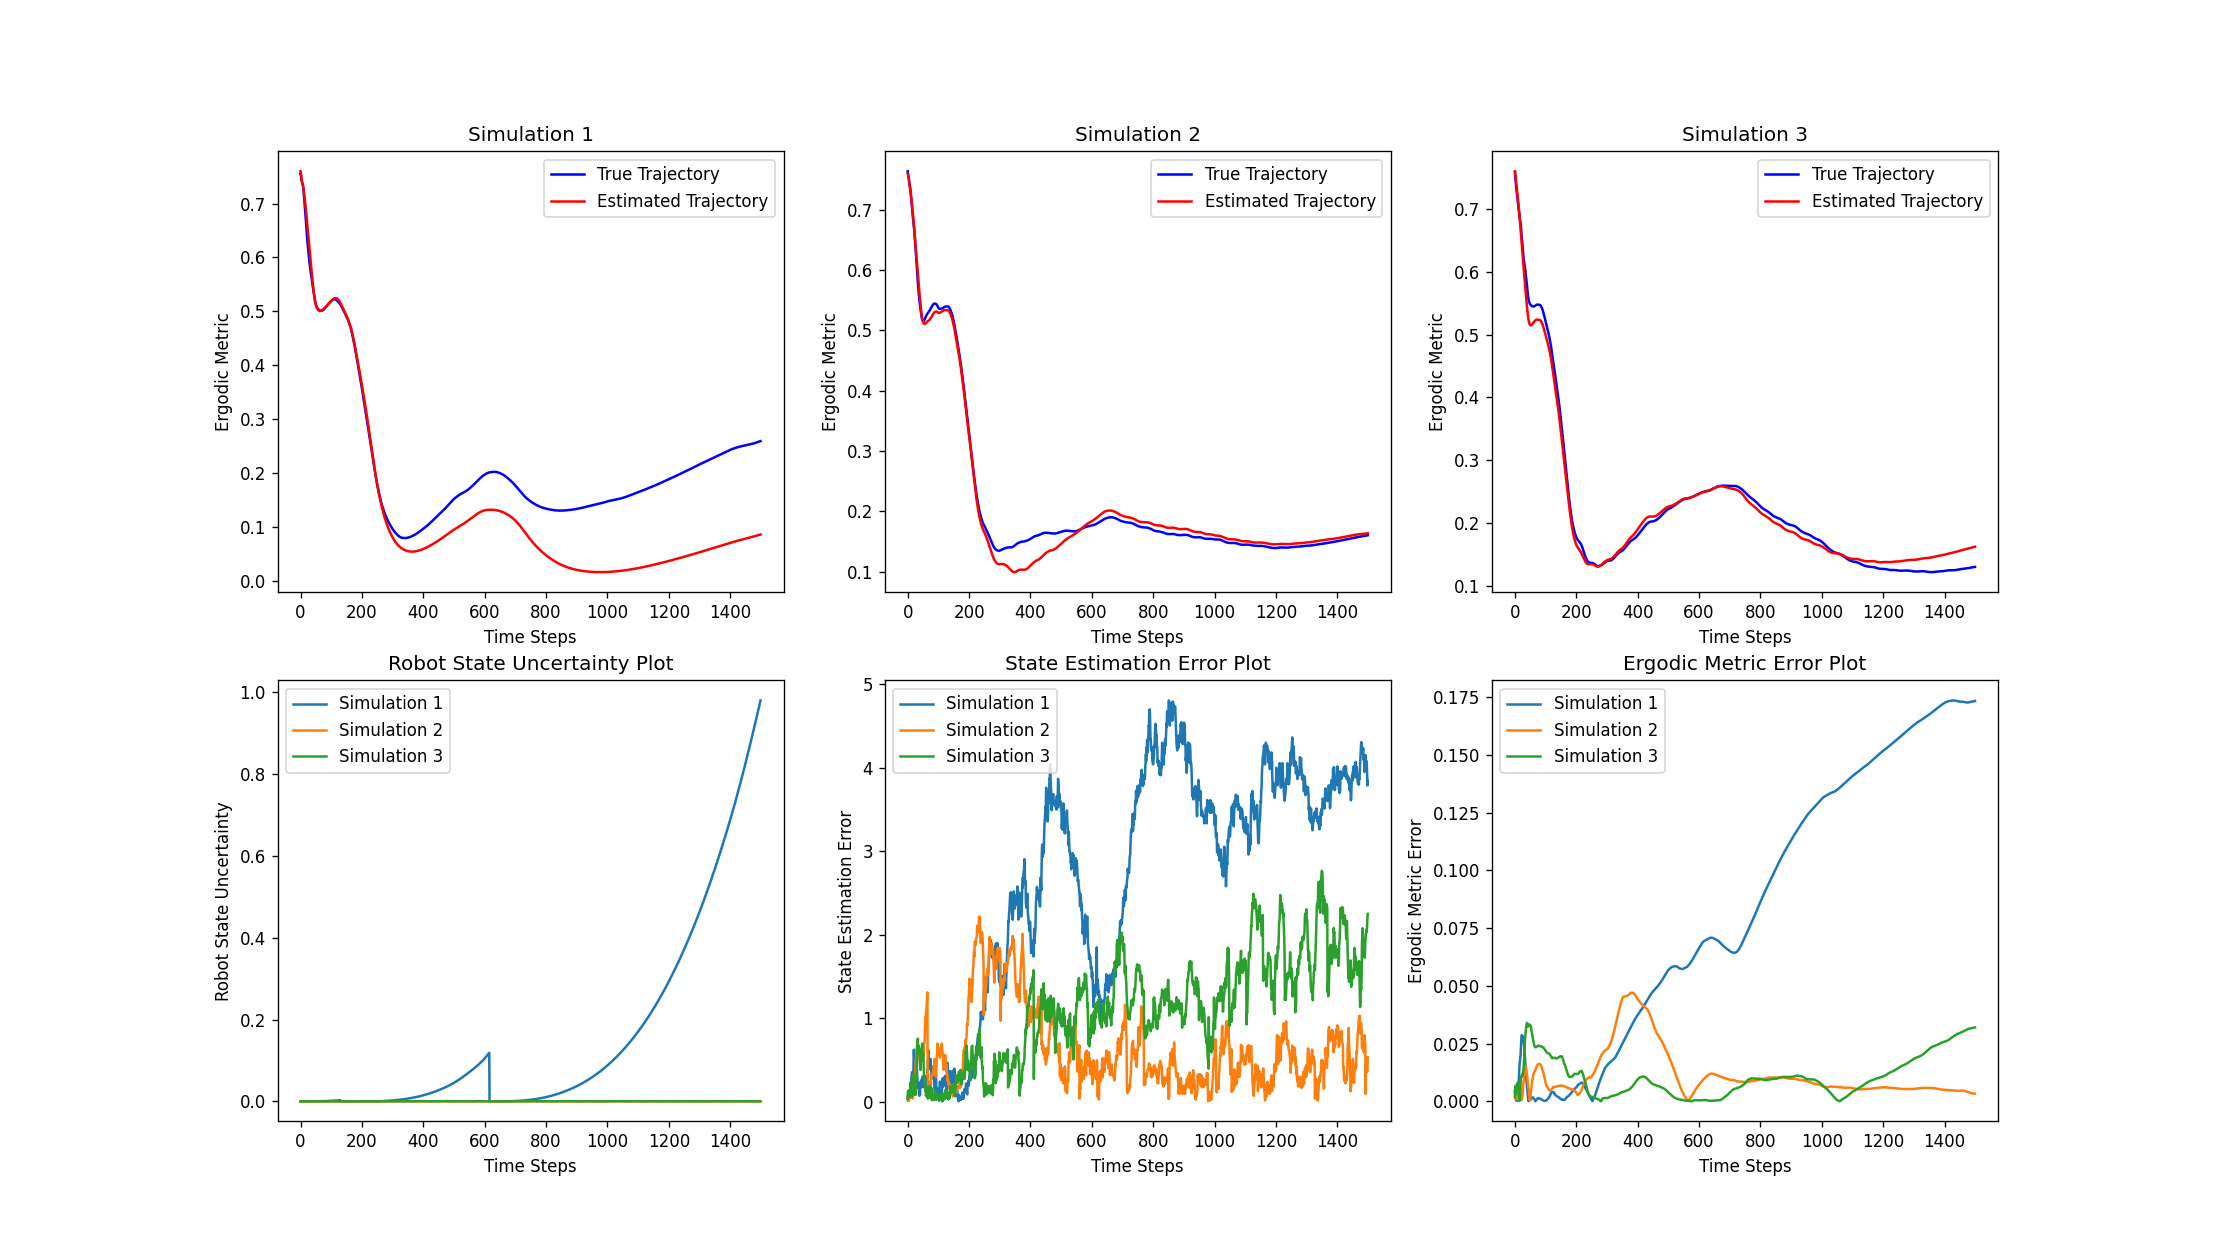 Simulation 1
True Trajectory
Estimated Trajectory
Ergodic Metric
0.7
0.6
0.5
0.4
0.3
0.2
0.1
0.0
0 200 400 600 800 1000 1200 1400
Time Steps
Simulation 2
True Trajectory
Estimated Trajectory
Ergodic Metric
0.7
0.6
0.5
0.4
0.3
0.2
0.1
0 200 400 600 800 1000 1200 1400
Time Steps
Simulation 3
True Trajectory
Estimated Trajectory
Ergodic Metric
0.7
0.6
0.5
0.4
0.3
0.2
0.1
0 200 400 600 800 1000 1200 1400
Time Steps
Robot State Uncertainty Plot
Simulation 1
Simulation 2
Simulation 3
Robot State Uncertainty
1.0
0.8
0.6
0.4
0.2
0.0
0 200 400 600 800 1000 1200 1400
Time Steps
State Estimation Error Plot
Simulation 1
Simulation 2
Simulation 3
State Estimation Error
5
4
3
2
1
0
0 200 400 600 800 1000 1200 1400
Time Steps
Ergodic Metric Error Plot
Simulation 1
Simulation 2
Simulation 3
Ergodic Metric Error
0.175
0.150
0.125
0.100
0.075
0.050
0.025
0.000
0 200 400 600 800 1000 1200 1400
Time Steps